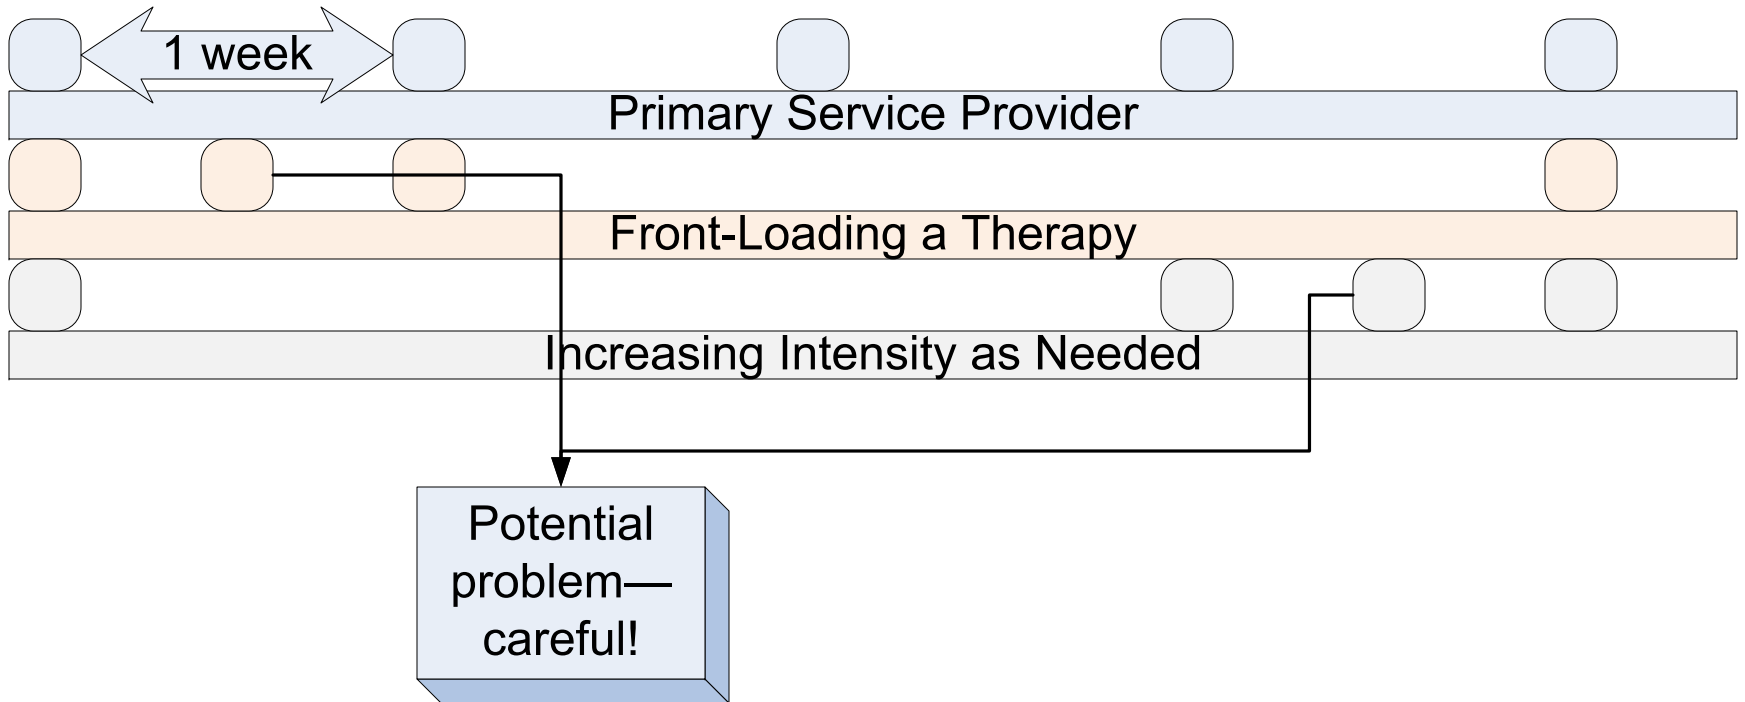 1 week
Primary Service Provider
Front-Loading a Therapy
Increasing Intensity as Needed
Potential
problem—
careful!